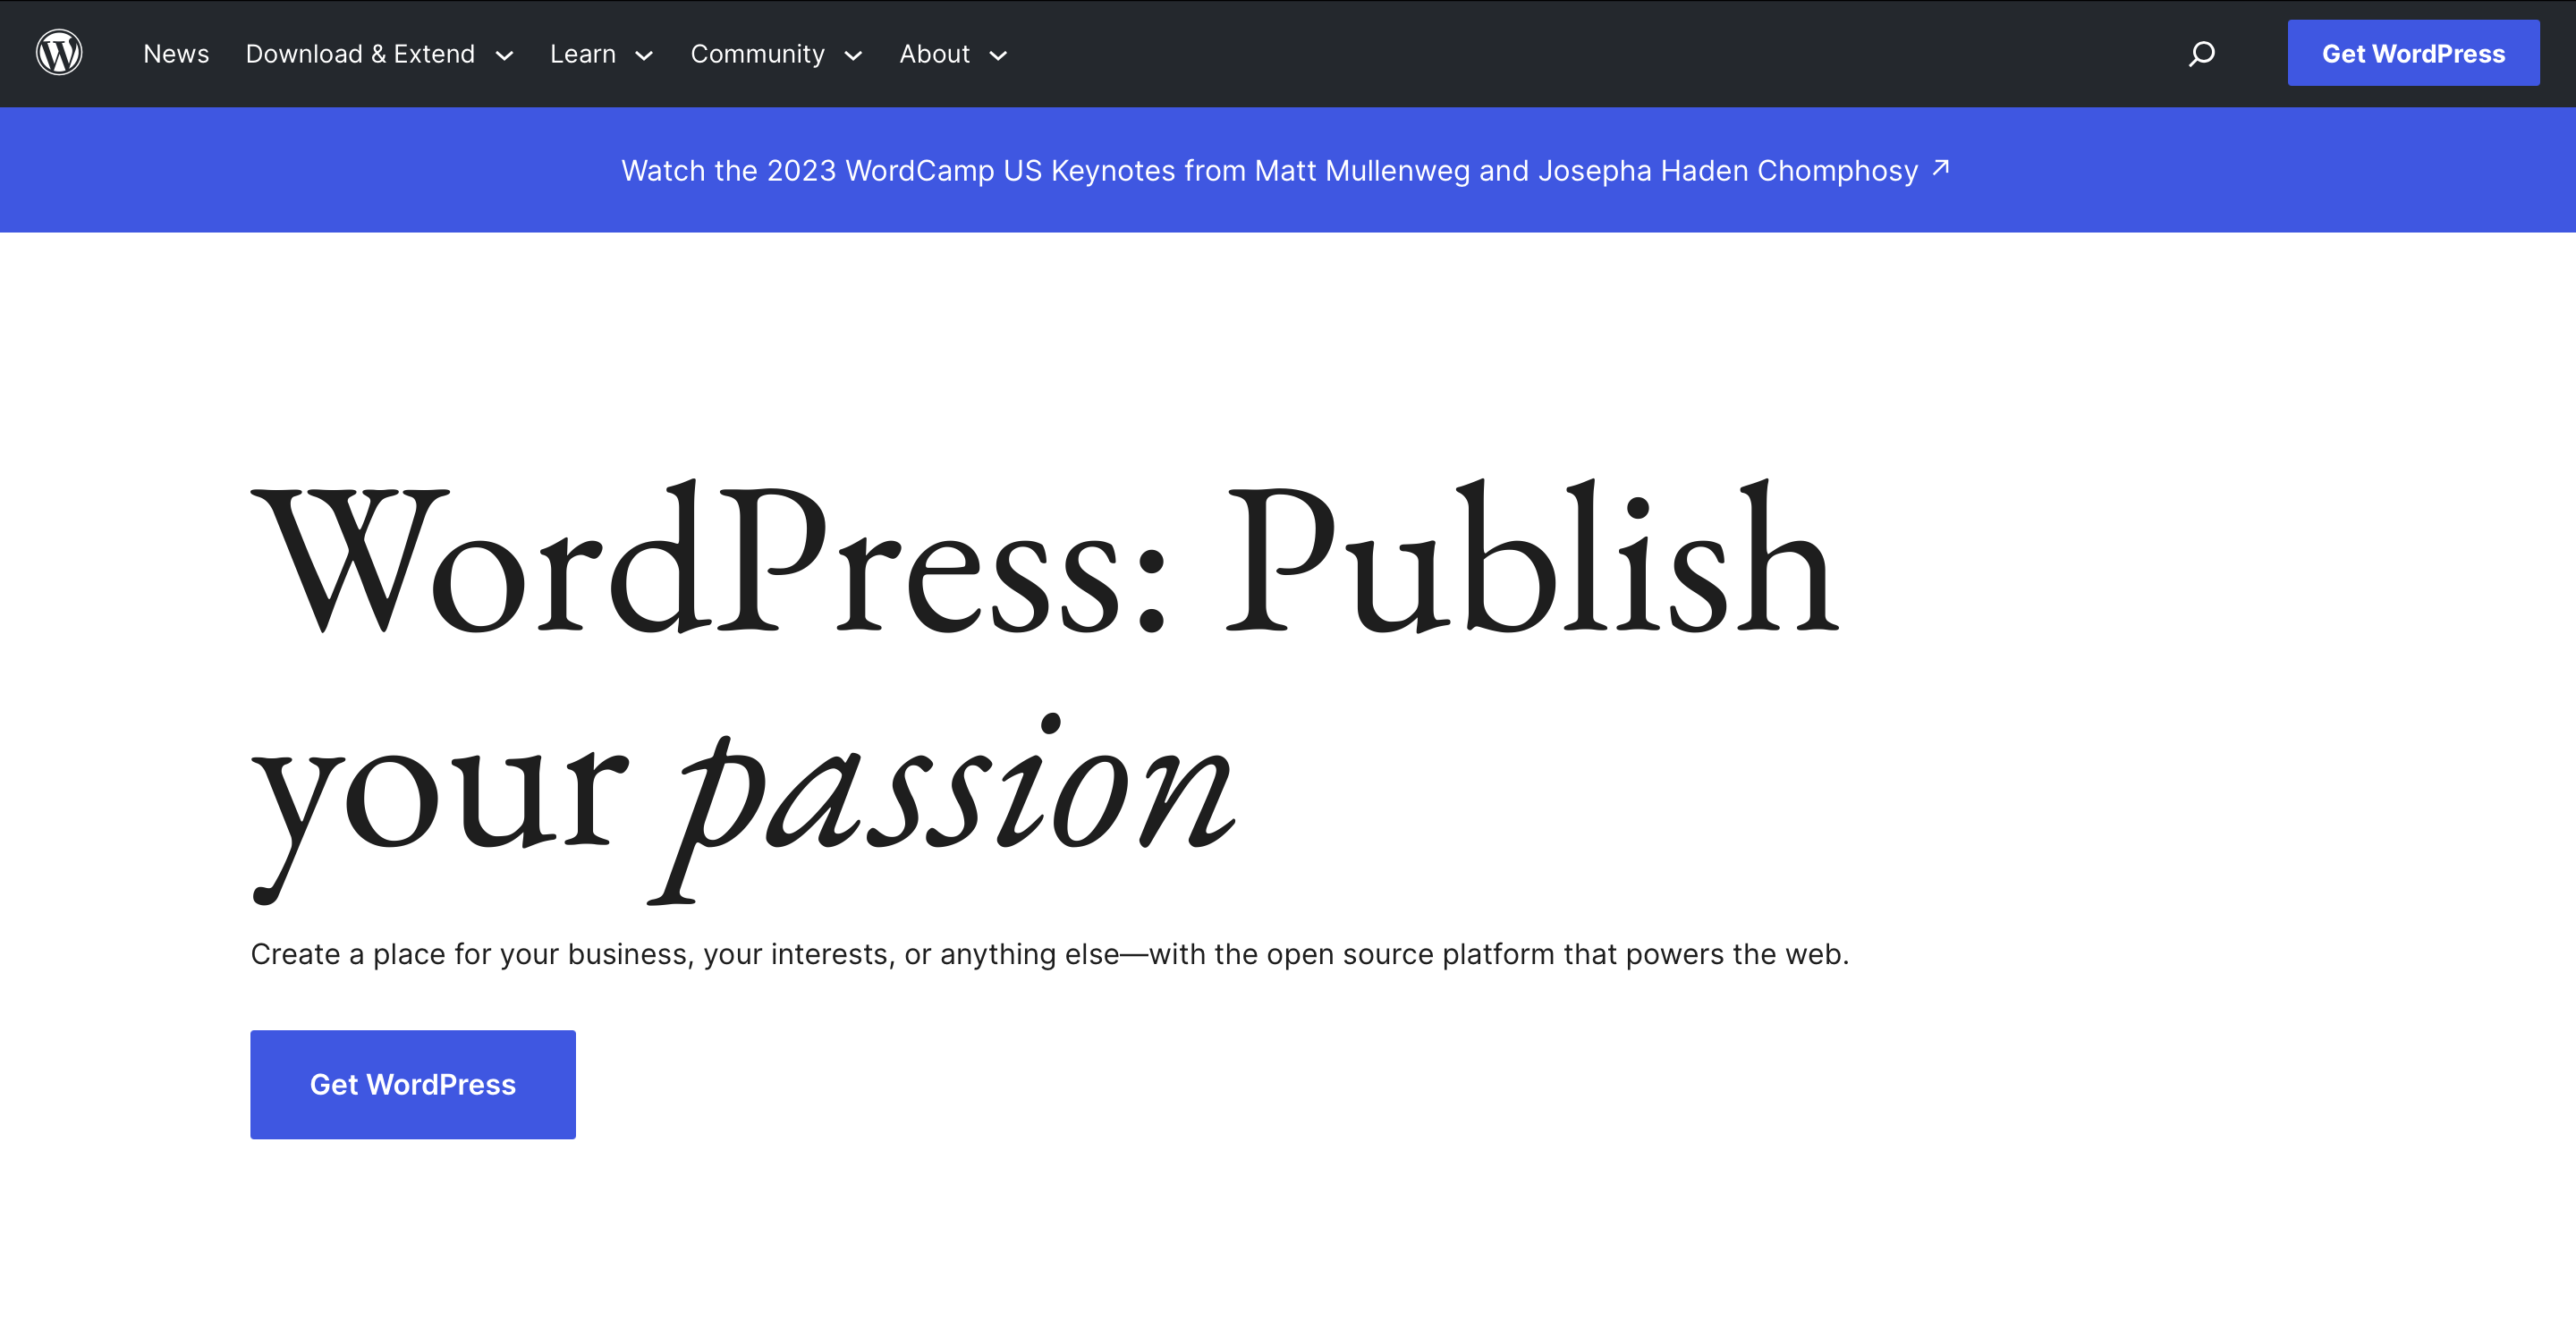 News Download & Extend Learn Community About Get WordPress
Watch the 2023 WordCamp US Keynotes from Matt Mullenweg and Josepha Haden Chomphosy ↗
WordPress: Publish
your passion
Create a place for your business, your interests, or anything else—with the open source platform that powers the web.
Get WordPress